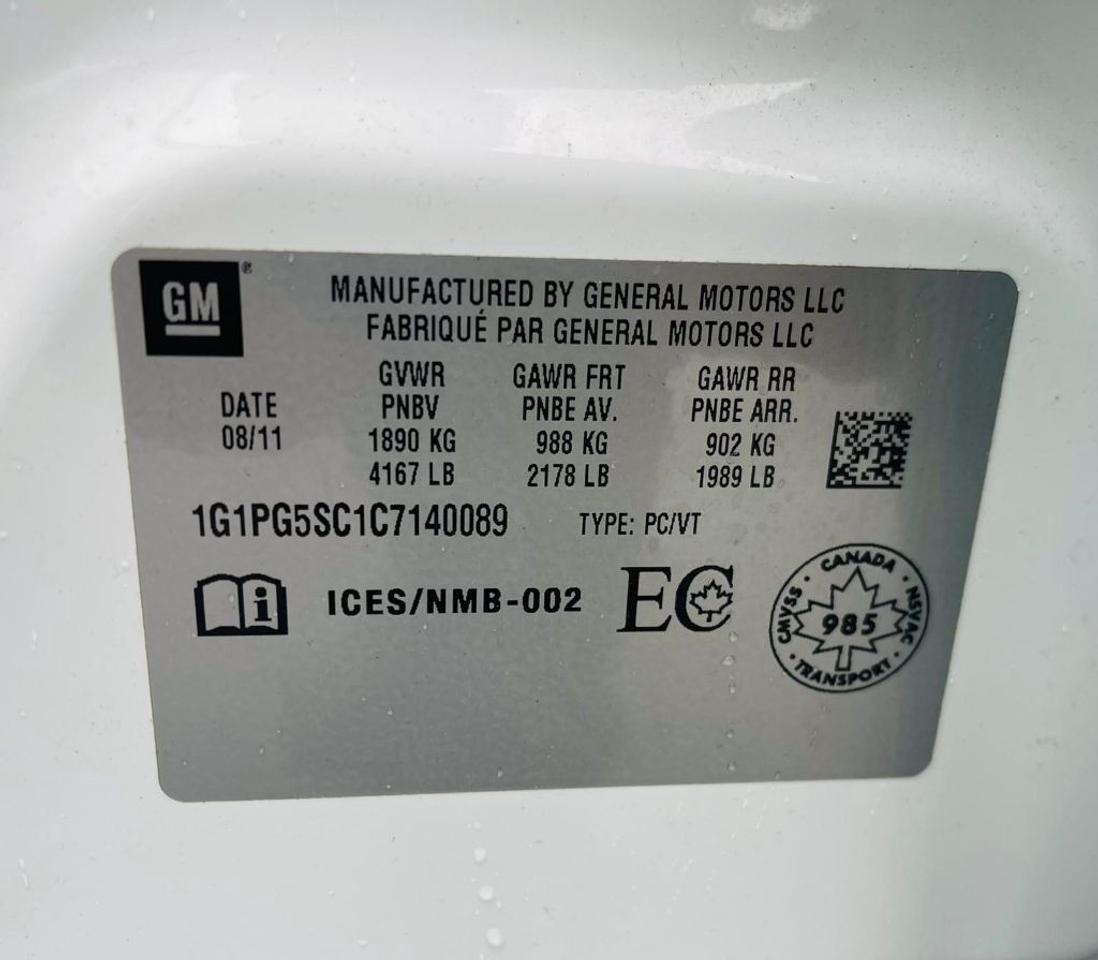 GM ®
MANUFACTURED BY GENERAL MOTORS LLC
FABRIQUÉ PAR GENERAL MOTORS LLC
GVWR GAWR FRT GAWR RR
DATE PNBV PNBE AV. PNBE ARR.
08/11 1890 KG 988 KG 902 KG
4167 LB 2178 LB 1989 LB
1G1PG5SC1C7140089 TYPE: PC/VT
i ICES/NMB-002 EC
CANADA
CMVSS 985 NSVAC
TRANSPORT